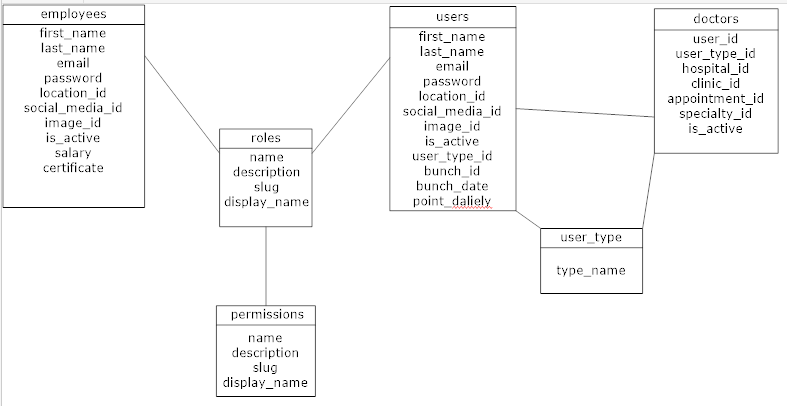 employees
first_name
last_name
email
password
location_id
social_media_id
image_id
is_active
salary
certificate
roles
name
description
slug
display_name
permissions
name
description
slug
display_name
users
first_name
last_name
email
password
location_id
social_media_id
image_id
is_active
user_type_id
bunch_id
bunch_date
point_daliely
doctors
user_id
user_type_id
hospital_id
clinic_id
appointment_id
specialty_id
is_active
user_type
type_name